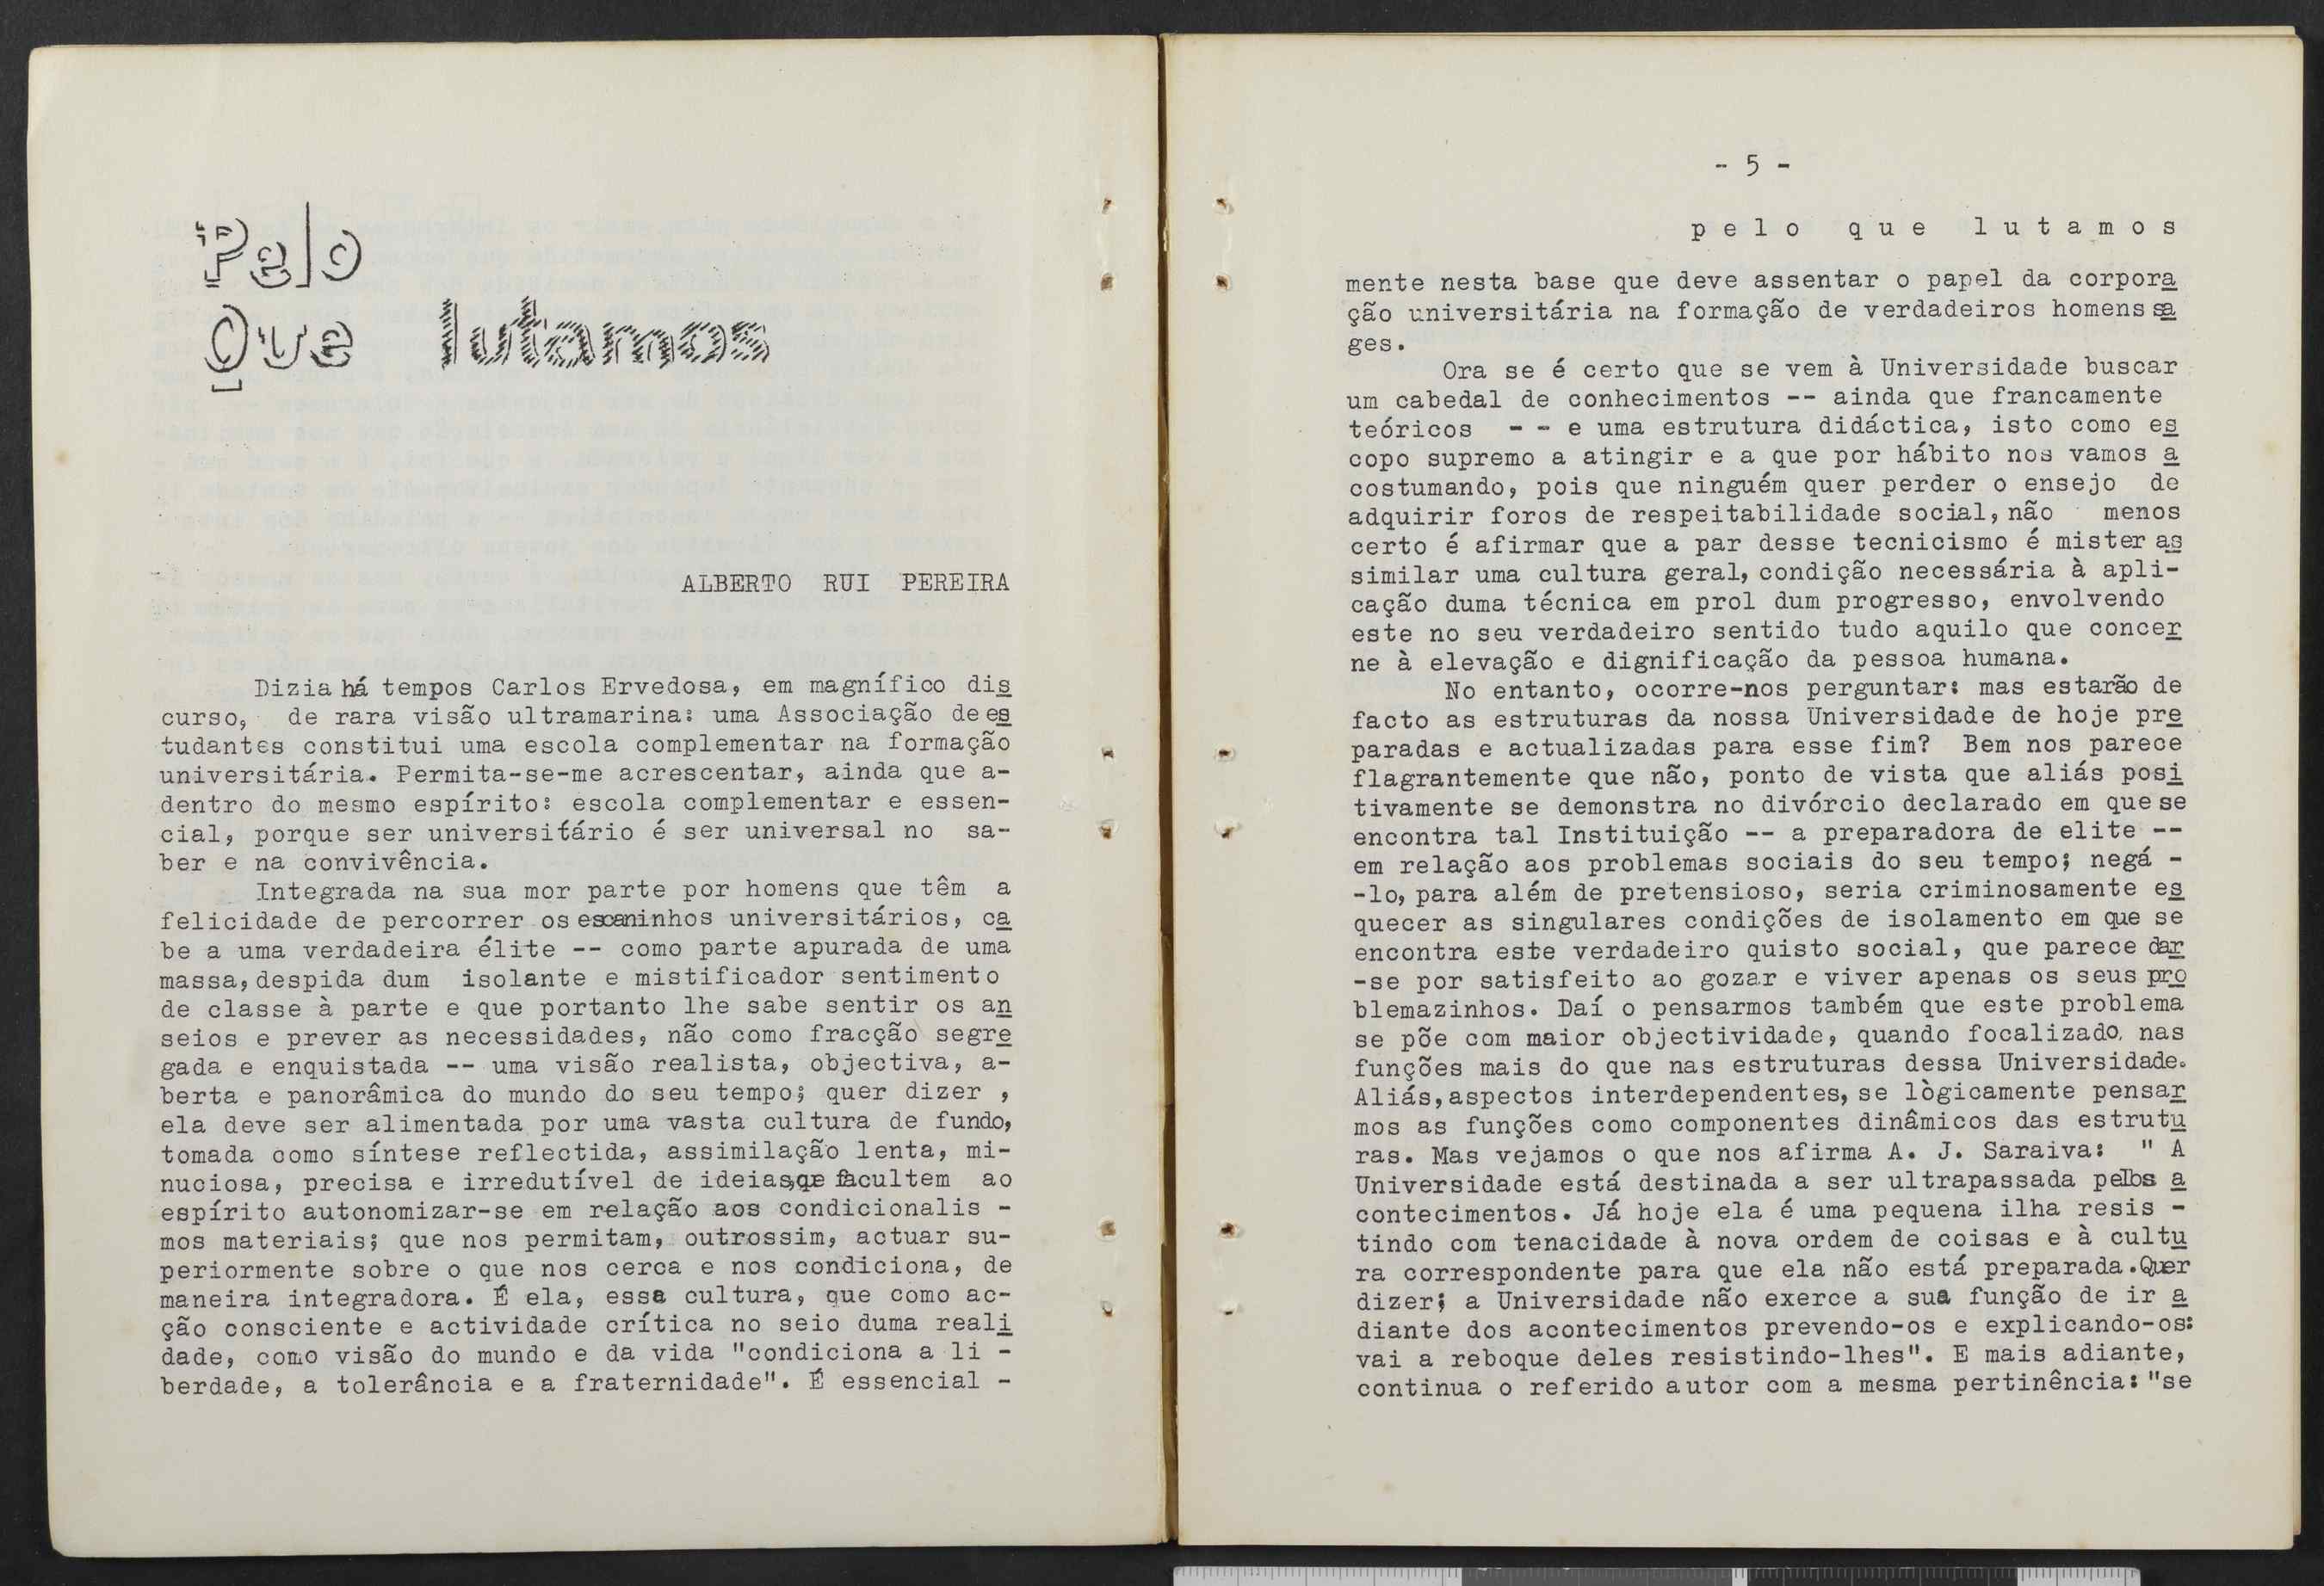 Pelo
Que lutamos
ALBERTO RUI PEREIRA
Dizia há tempos Carlos Ervedosa, em magnífico dis
curso, de rara visão ultramarina: uma Associação de es
tudantes constitui uma escola complementar na formação
universitária. Permita-se-me acrescentar, ainda que a-
dentro do mesmo espírito: escola complementar e essen-
cial, porque ser universitário é ser universal no sa-
ber e na convivência.
Integrada na sua mor parte por homens que têm a
felicidade de percorrer os escaninhos universitários, ca
be a uma verdadeira élite -- como parte apurada de uma
massa, despida dum isolante e mistificador sentimento
de classe à parte e que portanto lhe sabe sentir os an
seios e prever as necessidades, não como fracção segre
gada e enquistada -- uma visão realista, objectiva, a-
berta e panorâmica do mundo do seu tempo; quer dizer ,
ela deve ser alimentada por uma vasta cultura de fundo,
tomada como síntese reflectida, assimilação lenta, mi-
nuciosa, precisa e irredutível de ideias,que facultem ao
espírito autonomizar-se em relação aos condicionalis -
mos materiais; que nos permitam, outrossim, actuar su-
periormente sobre o que nos cerca e nos condiciona, de
maneira integradora. É ela, essa cultura, que como ac-
ção consciente e actividade crítica no seio duma reali
dade, como visão do mundo e da vida "condiciona a li -
berdade, a tolerância e a fraternidade". É essencial -
- 5 -
pelo que lutamos
mente nesta base que deve assentar o papel da corpora
ção universitária na formação de verdadeiros homens sa
ges.
Ora se é certo que se vem à Universidade buscar
um cabedal de conhecimentos -- ainda que francamente
teóricos - - e uma estrutura didáctica, isto como es
copo supremo a atingir e a que por hábito nos vamos a
costumando, pois que ninguém quer perder o ensejo de
adquirir foros de respeitabilidade social, não menos
certo é afirmar que a par desse tecnicismo é mister as
similar uma cultura geral, condição necessária à apli-
cação duma técnica em prol dum progresso, envolvendo
este no seu verdadeiro sentido tudo aquilo que concer
ne à elevação e dignificação da pessoa humana.
No entanto, ocorre-nos perguntar: mas estarão de
facto as estruturas da nossa Universidade de hoje pre
paradas e actualizadas para esse fim? Bem nos parece
flagrantemente que não, ponto de vista que aliás posi
tivamente se demonstra no divórcio declarado em que se
encontra tal Instituição -- a preparadora de elite --
em relação aos problemas sociais do seu tempo; negá -
-lo, para além de pretensioso, seria criminosamente es
quecer as singulares condições de isolamento em que se
encontra este verdadeiro quisto social, que parece dar
-se por satisfeito ao gozar e viver apenas os seus pro
blemazinhos. Daí o pensarmos também que este problema
se põe com maior objectividade, quando focalizado, nas
funções mais do que nas estruturas dessa Universidade.
Aliás, aspectos interdependentes, se lògicamente pensar
mos as funções como componentes dinâmicos das estrutu
ras. Mas vejamos o que nos afirma A. J. Saraiva: " A
Universidade está destinada a ser ultrapassada pelos a
contecimentos. Já hoje ela é uma pequena ilha resis -
tindo com tenacidade à nova ordem de coisas e à cultu
ra correspondente para que ela não está preparada.Quer
dizer; a Universidade não exerce a sua função de ir a
diante dos acontecimentos prevendo-os e explicando-os:
vai a reboque deles resistindo-lhes". E mais adiante,
continua o referido autor com a mesma pertinência: "se